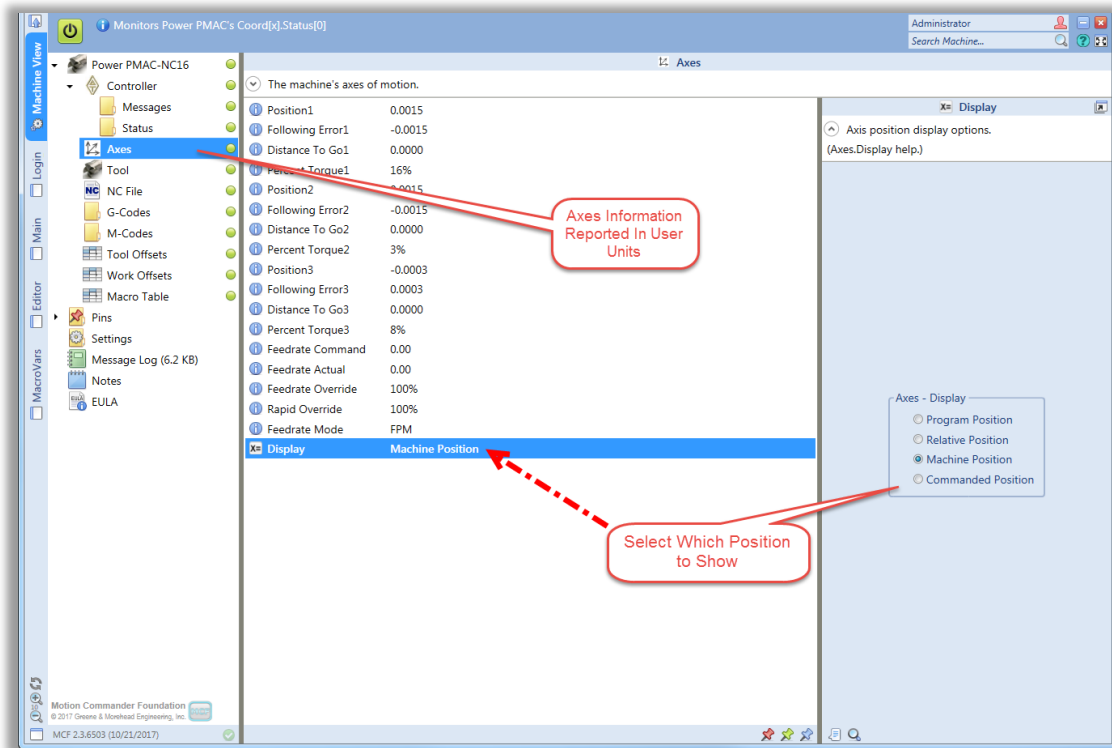 Monitors Power PMAC's Coord[x].Status[0]
Administrator
Search Machine...
Machine View
Login
Main
Editor
MacroVars
Power PMAC-NC16
Controller
Messages
Status
Axes
Tool
NC File
G-Codes
M-Codes
Tool Offsets
Work Offsets
Macro Table
Pins
Settings
Message Log (6.2 KB)
Notes
EULA
Motion Commander Foundation
© 2017 Greene & Morehead Engineering, Inc.
MCF 2.3.6503 (10/21/2017)
Axes
The machine's axes of motion.
Position1 0.0015
Following Error1 -0.0015
Distance To Go1 0.0000
Percent Torque1 16%
Position2 0.0015
Following Error2 -0.0015
Distance To Go2 0.0000
Percent Torque2 3%
Position3 -0.0003
Following Error3 0.0003
Distance To Go3 0.0000
Percent Torque3 8%
Feedrate Command 0.00
Feedrate Actual 0.00
Feedrate Override 100%
Rapid Override 100%
Feedrate Mode FPM
X= Display Machine Position
Axes Information
Reported In User
Units
Select Which Position
to Show
X= Display
Axis position display options.
(Axes.Display help.)
Axes - Display
Program Position
Relative Position
Machine Position
Commanded Position